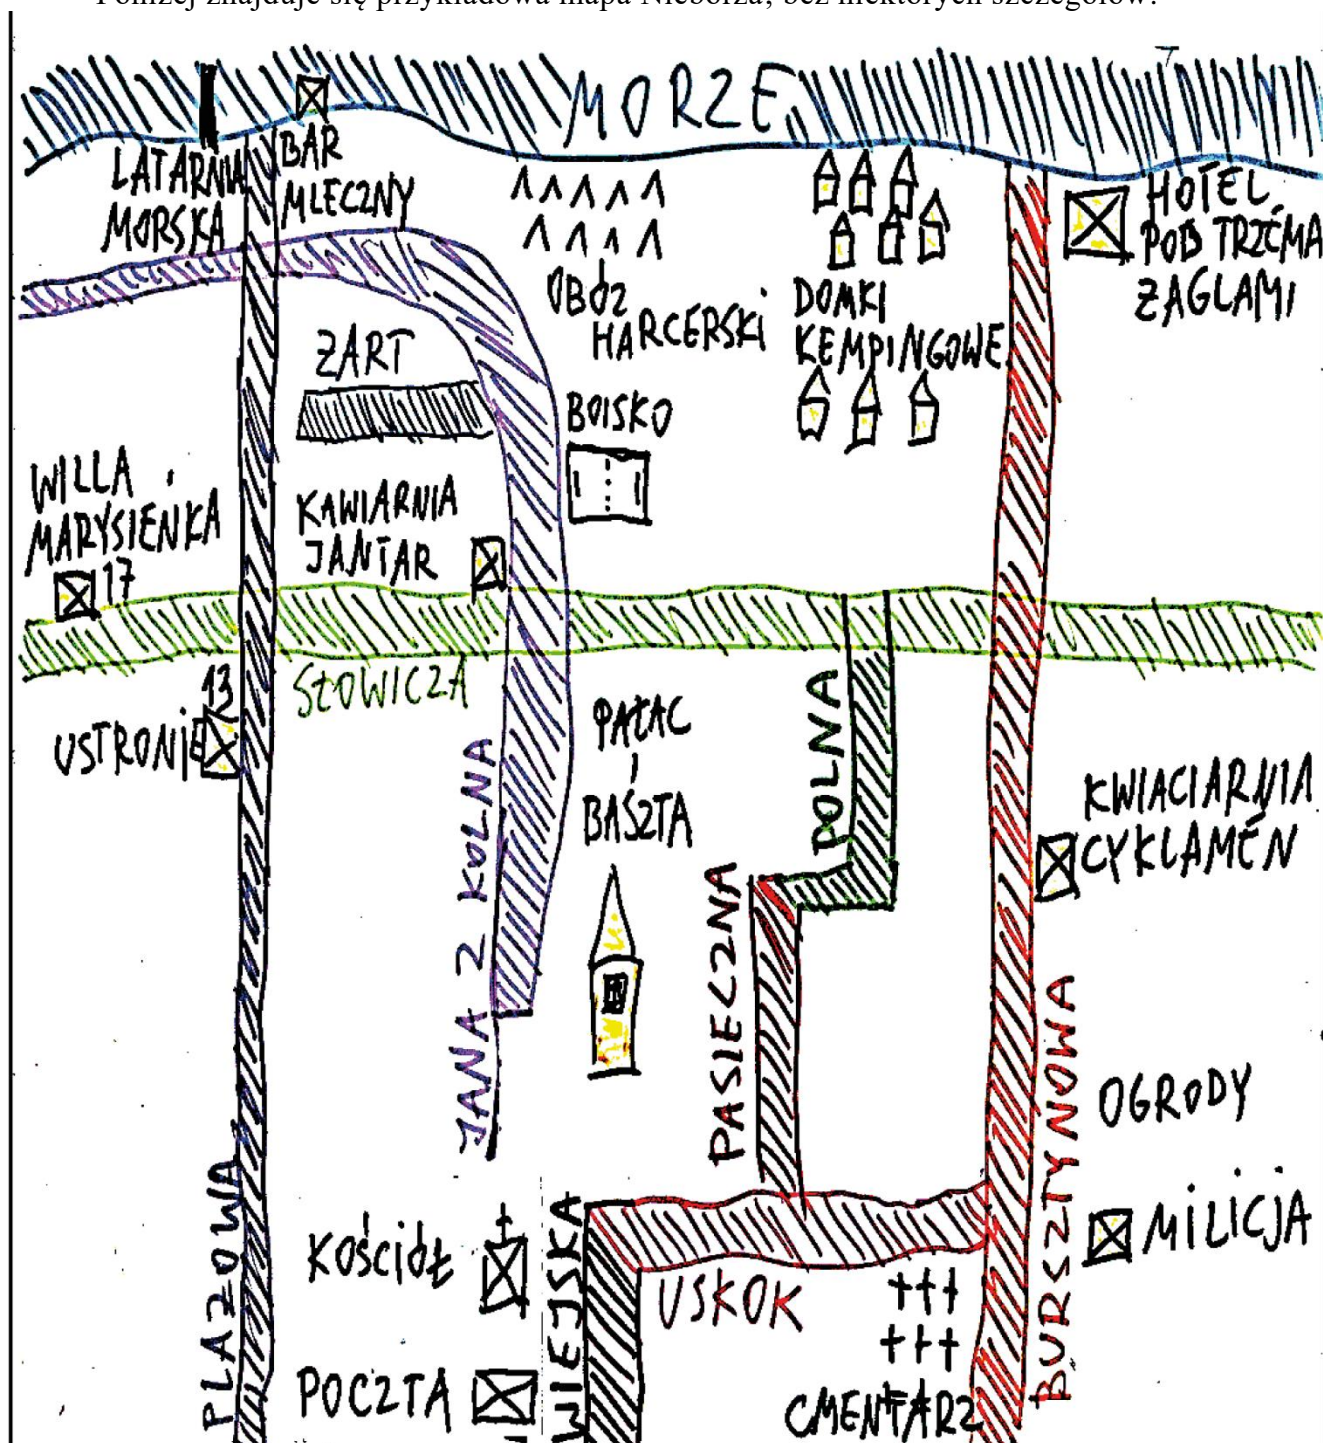 Poniżej znajduje się przykładowa mapa Nieborza, bez niektórych szczegółów:
MORZE
LATARNIA
MORSKA
BAR
MLECZNY
OBÓZ
HARCERSKI
DOMKI
KEMPINGOWE
HOTEL
POD TRZEMA
ŻAGLAMI
ŻART
BOISKO
WILLA
MARYSIEŃKA
17
KAWIARNIA
JANTAR
SŁOWICZA
13
USTRONIE
JANA Z KOLNA
PAŁAC
I
BASZTA
POLNA
KWIACIARNIA
CYKLAMEN
PASIECZNA
BURSZTYNOWA
OGRODY
PLAŻOWA
KOŚCIÓŁ
WIEJSKA
USKOK
MILICJA
POCZTA
CMENTARZ